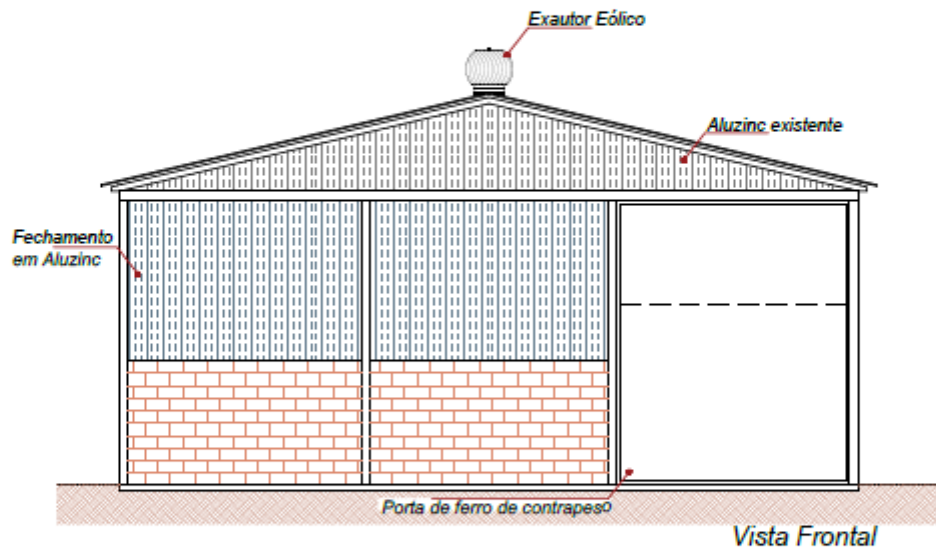 Exautor Eólico
Aluzinc existente
Fechamento
em Aluzinc
Porta de ferro de contrapeso
Vista Frontal